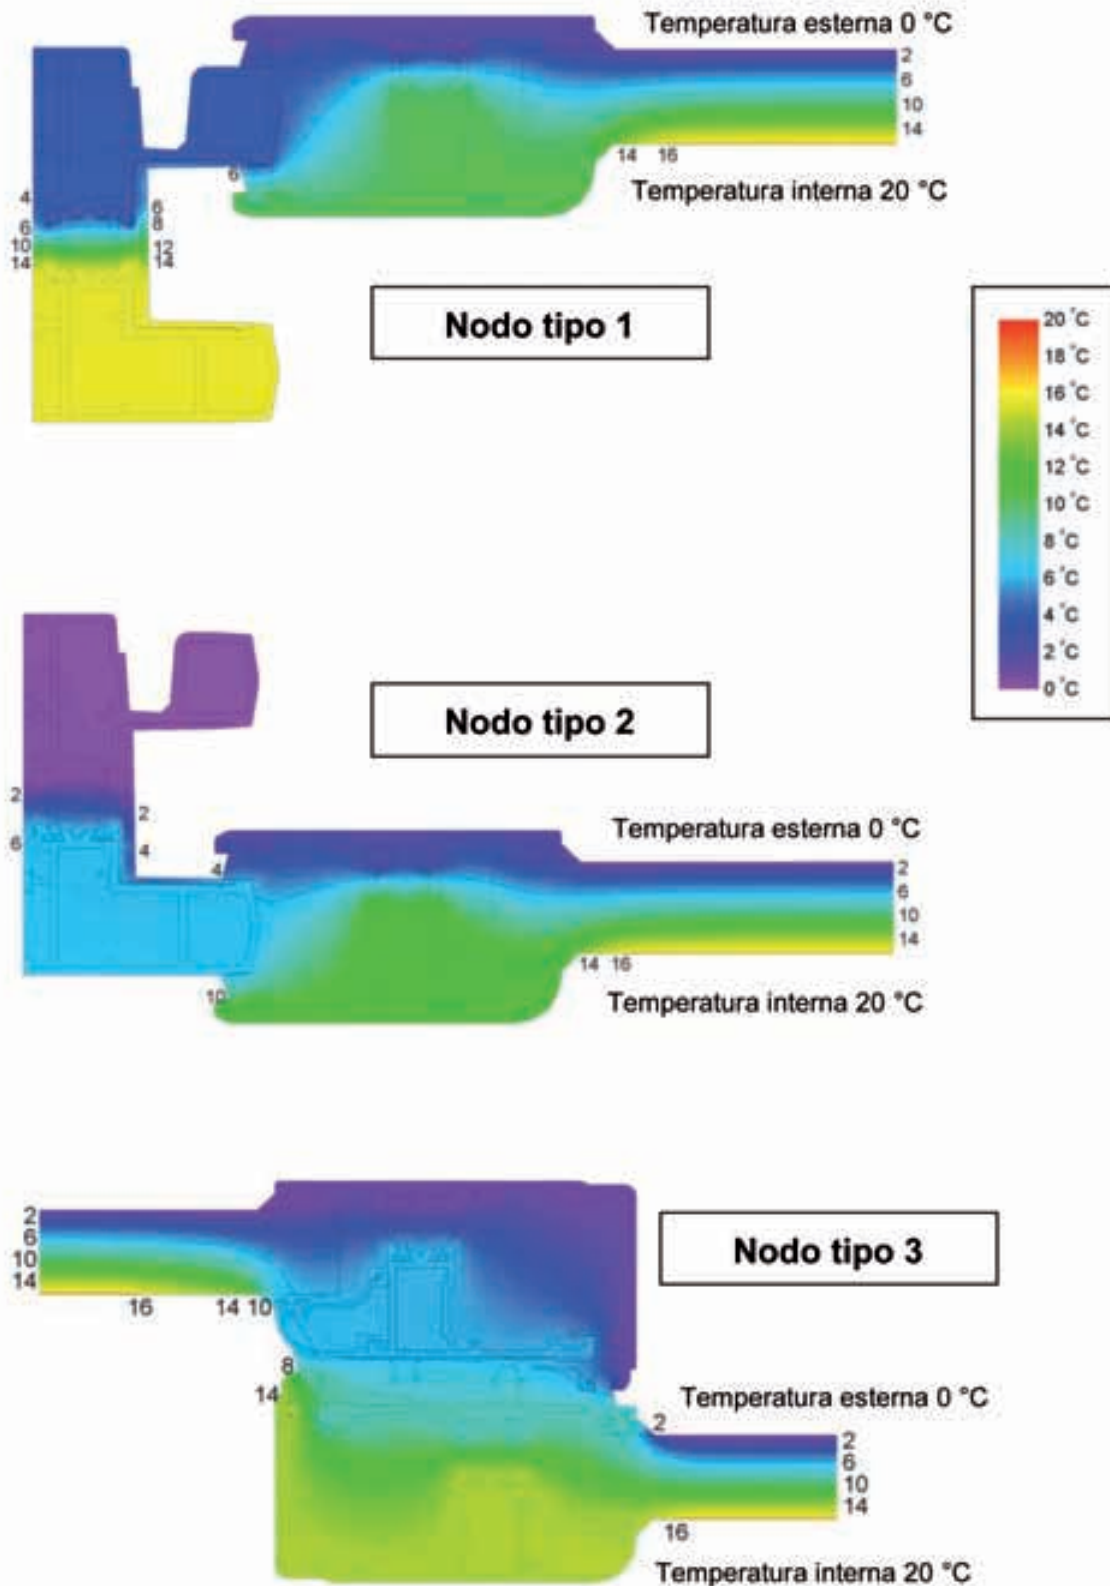 Temperatura esterna 0 °C
2
6
10
14
14 16
6
Temperatura interna 20 °C
4
6
10
14
6
8
12
14
Nodo tipo 1
20 °C
18 °C
16 °C
14 °C
12 °C
10 °C
8 °C
6 °C
4 °C
2 °C
0 °C
Nodo tipo 2
2
6
2
4
4
Temperatura esterna 0 °C
2
6
10
14
14 16
10
Temperatura interna 20 °C
2
6
10
14
16 14 10
Nodo tipo 3
8
14
Temperatura esterna 0 °C
2
2
6
10
14
16
Temperatura interna 20 °C